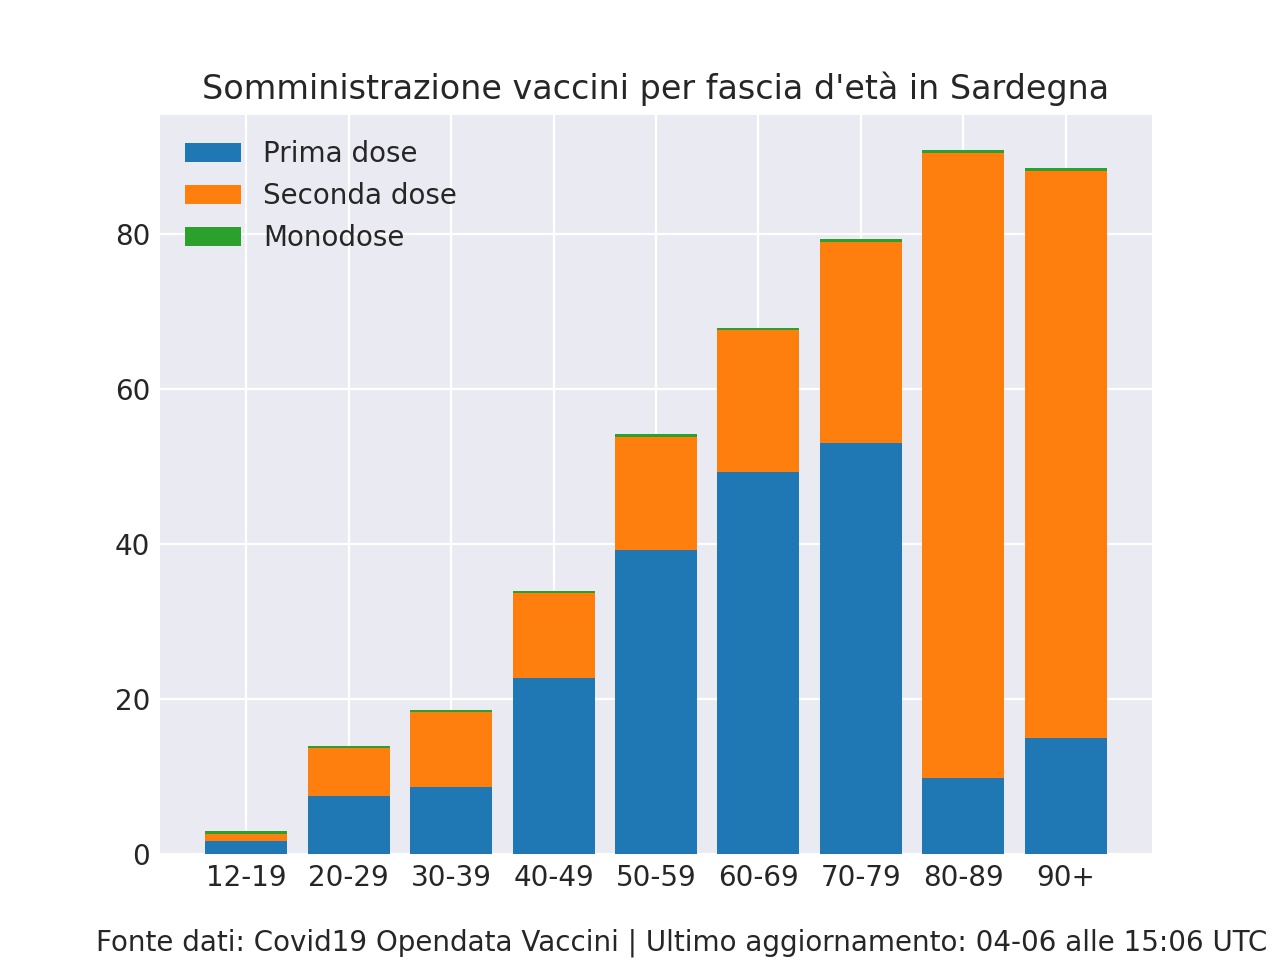 Somministrazione vaccini per fascia d'età in Sardegna
Prima dose
Seconda dose
Monodose
80
60
40
20
0
12-19 20-29 30-39 40-49 50-59 60-69 70-79 80-89 90+
Fonte dati: Covid19 Opendata Vaccini | Ultimo aggiornamento: 04-06 alle 15:06 UTC